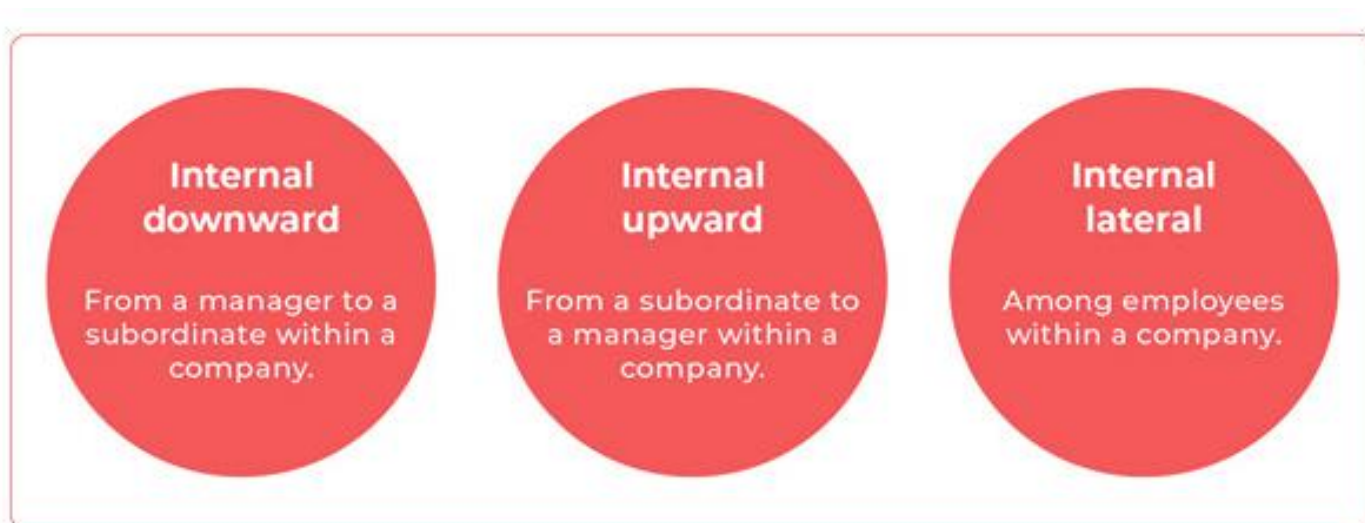 Internal
downward
From a manager to a
subordinate within a
company.
Internal
upward
From a subordinate to
a manager within a
company.
Internal
lateral
Among employees
within a company.